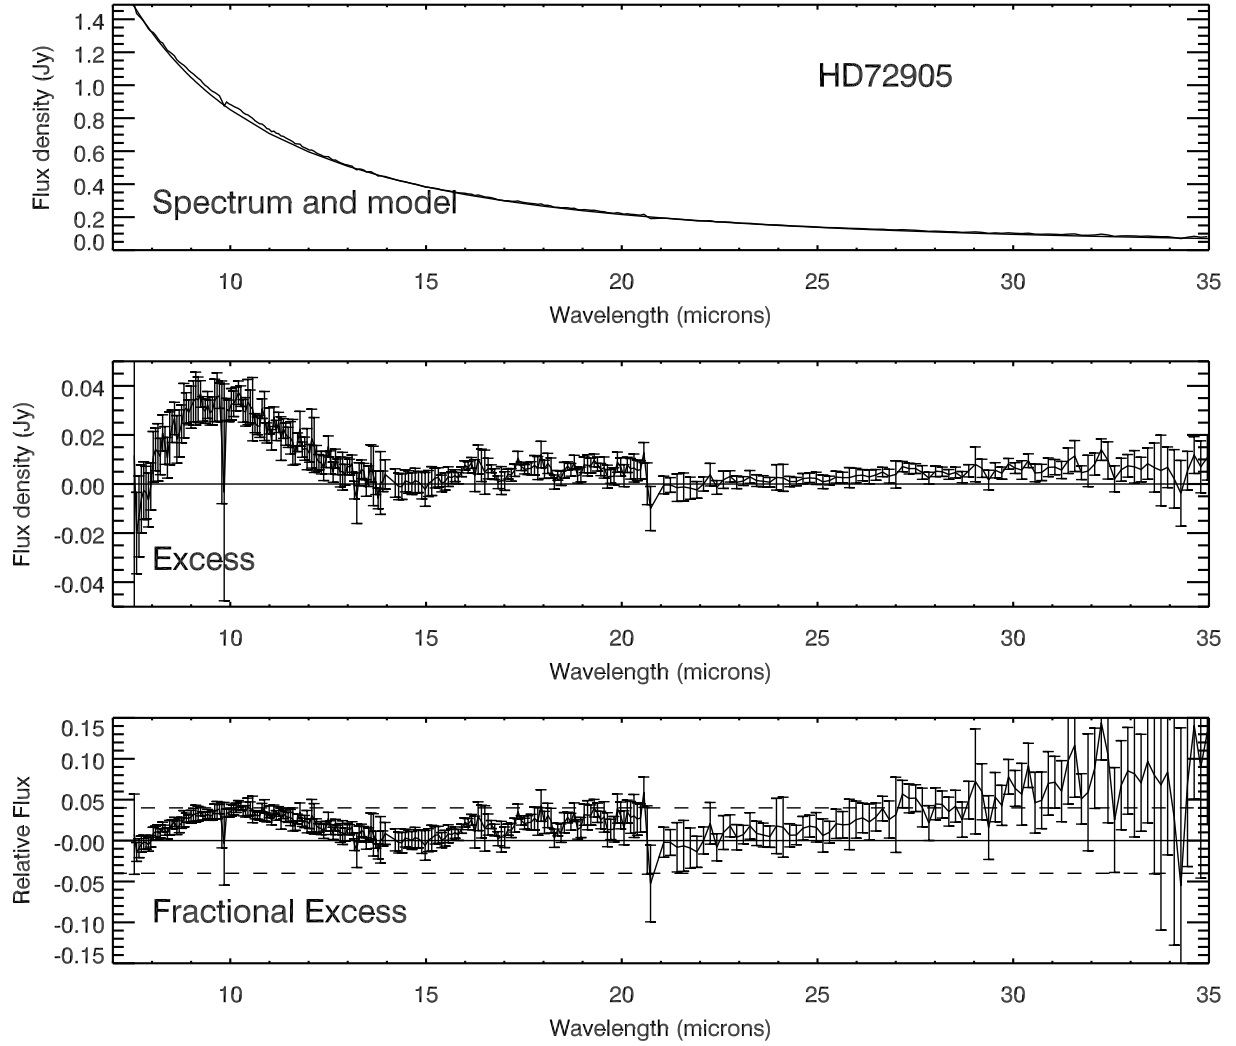 1.4
1.2
1.0
0.8
0.6
0.4
0.2
0.0
Flux density (Jy)
HD72905
Spectrum and model
10 15 20 25 30 35
Wavelength (microns)
0.04
0.02
0.00
-0.02
-0.04
Flux density (Jy)
Excess
10 15 20 25 30 35
Wavelength (microns)
0.15
0.10
0.05
-0.00
-0.05
-0.10
-0.15
Relative Flux
Fractional Excess
10 15 20 25 30 35
Wavelength (microns)